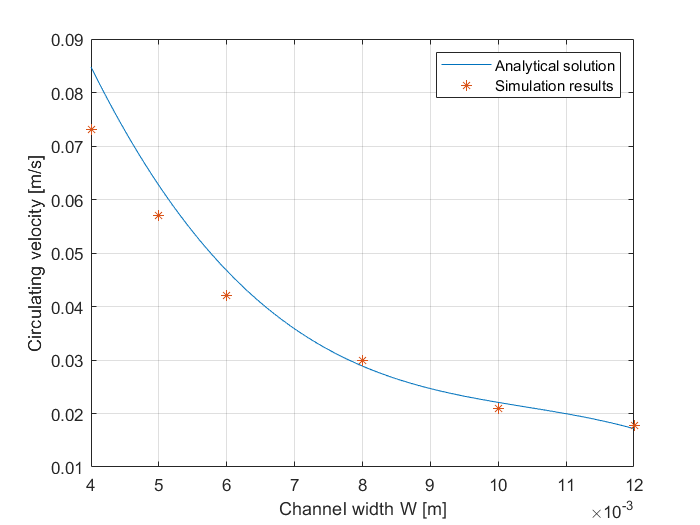 0.09
0.08
0.07
0.06
0.05
0.04
0.03
0.02
0.01
Circulating velocity [m/s]
Analytical solution
Simulation results
4 5 6 7 8 9 10 11 12
Channel width W [m]
×10⁻³